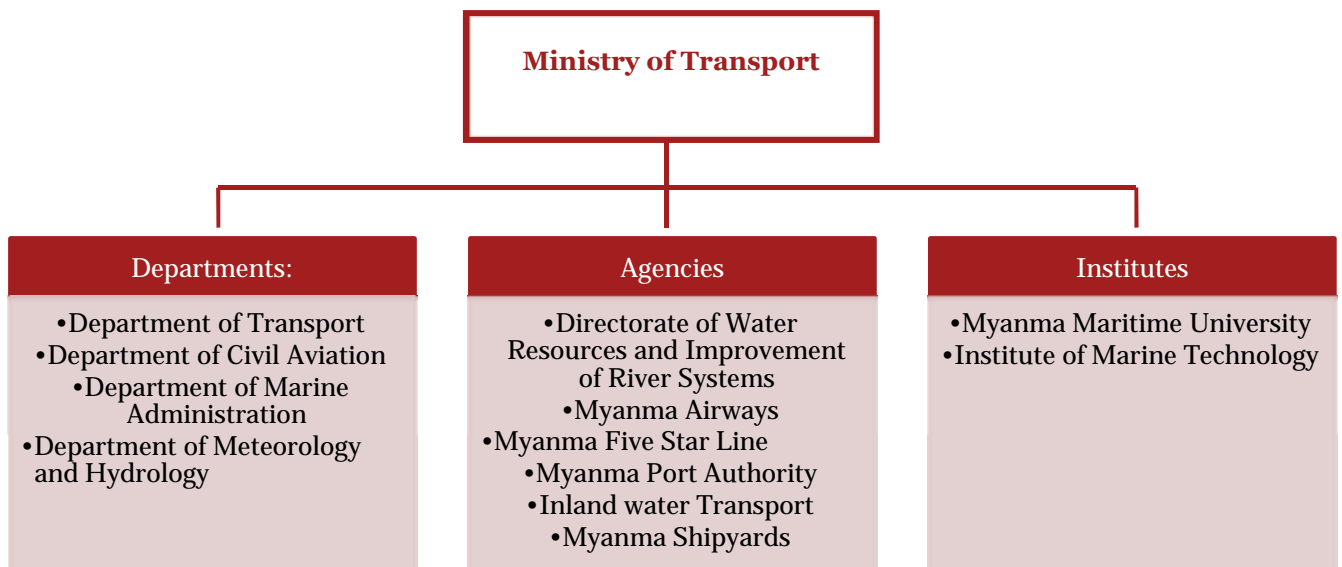 Ministry of Transport
Departments:
•Department of Transport
•Department of Civil Aviation
•Department of Marine
Administration
•Department of Meteorology
and Hydrology
Agencies
•Directorate of Water
Resources and Improvement
of River Systems
•Myanma Airways
•Myanma Five Star Line
•Myanma Port Authority
•Inland water Transport
•Myanma Shipyards
Institutes
•Myanma Maritime University
•Institute of Marine Technology